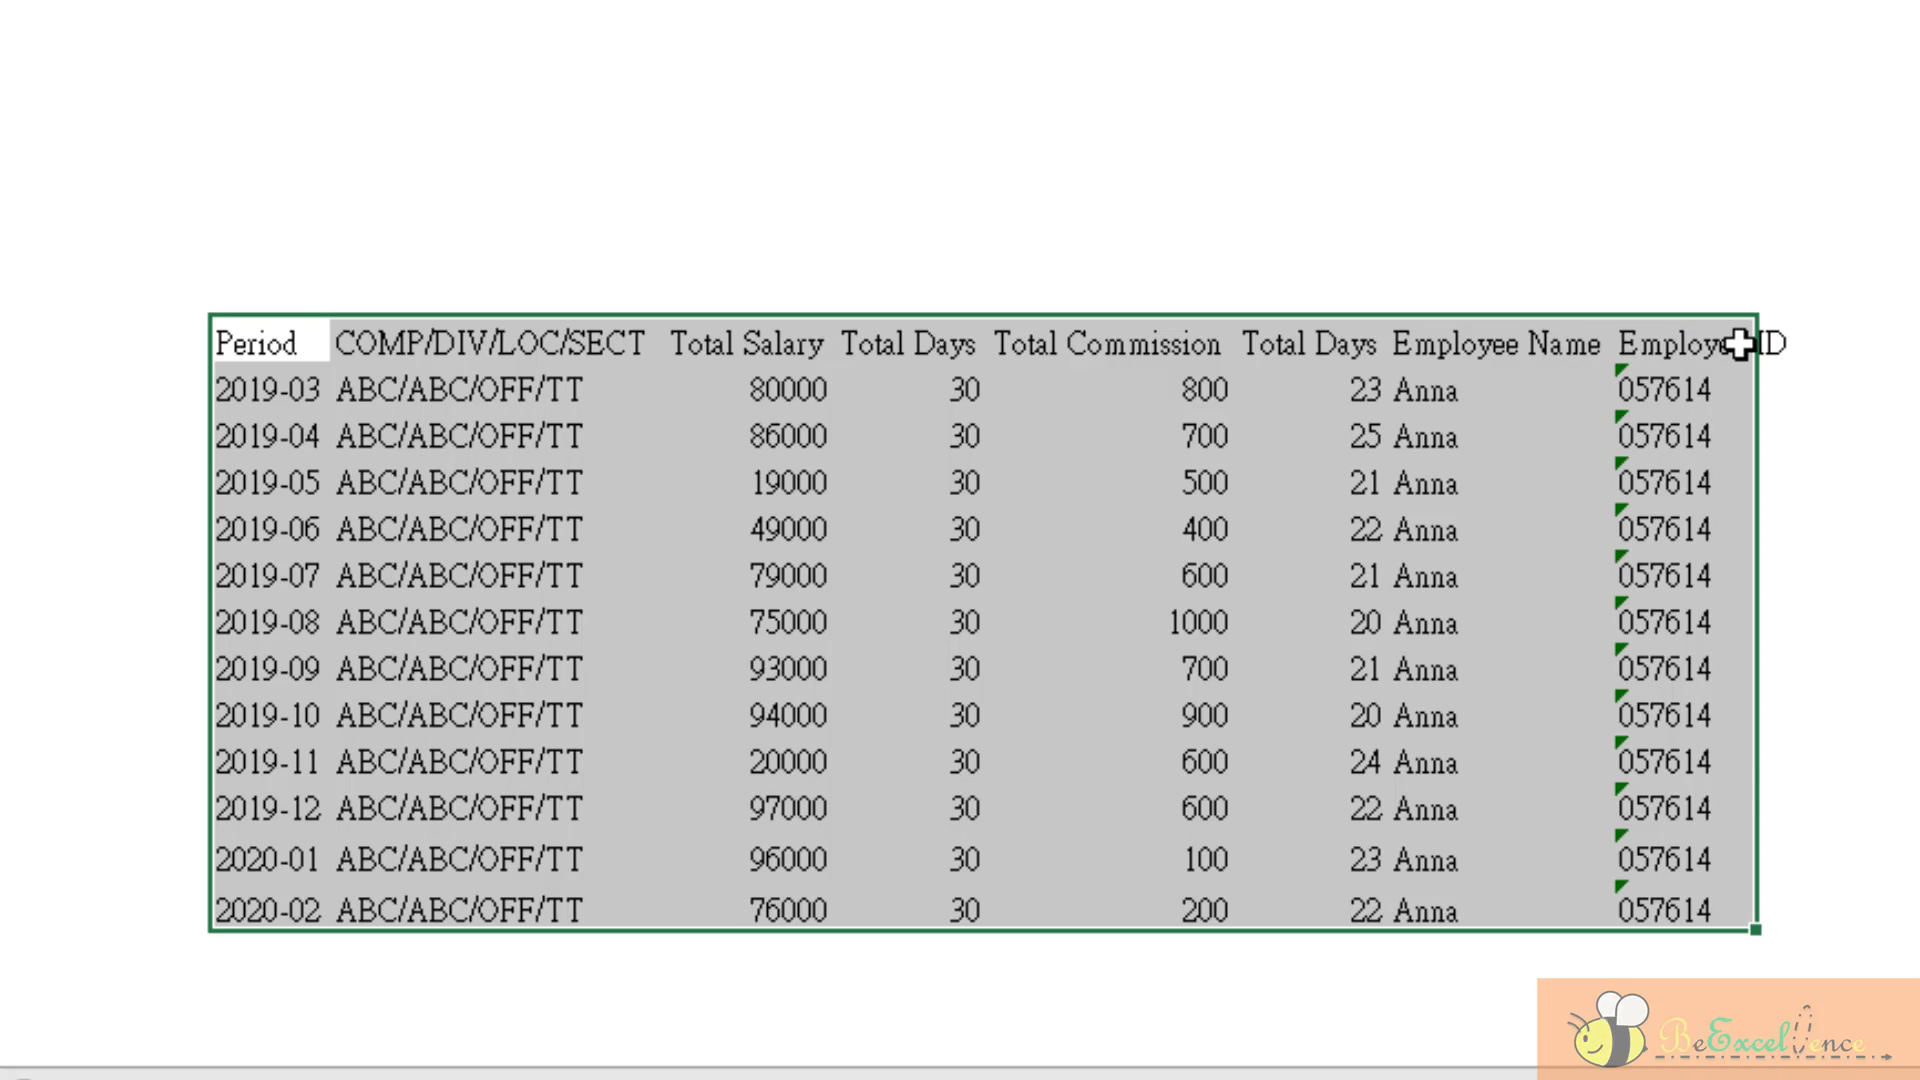 Period COMP/DIV/LOC/SECT Total Salary Total Days Total Commission Total Days Employee Name Employee ID
2019-03 ABC/ABC/OFF/TT 80000 30 800 23 Anna 057614
2019-04 ABC/ABC/OFF/TT 86000 30 700 25 Anna 057614
2019-05 ABC/ABC/OFF/TT 19000 30 500 21 Anna 057614
2019-06 ABC/ABC/OFF/TT 49000 30 400 22 Anna 057614
2019-07 ABC/ABC/OFF/TT 79000 30 600 21 Anna 057614
2019-08 ABC/ABC/OFF/TT 75000 30 1000 20 Anna 057614
2019-09 ABC/ABC/OFF/TT 93000 30 700 21 Anna 057614
2019-10 ABC/ABC/OFF/TT 94000 30 900 20 Anna 057614
2019-11 ABC/ABC/OFF/TT 20000 30 600 24 Anna 057614
2019-12 ABC/ABC/OFF/TT 97000 30 600 22 Anna 057614
2020-01 ABC/ABC/OFF/TT 96000 30 100 23 Anna 057614
2020-02 ABC/ABC/OFF/TT 76000 30 200 22 Anna 057614
BeExcellence